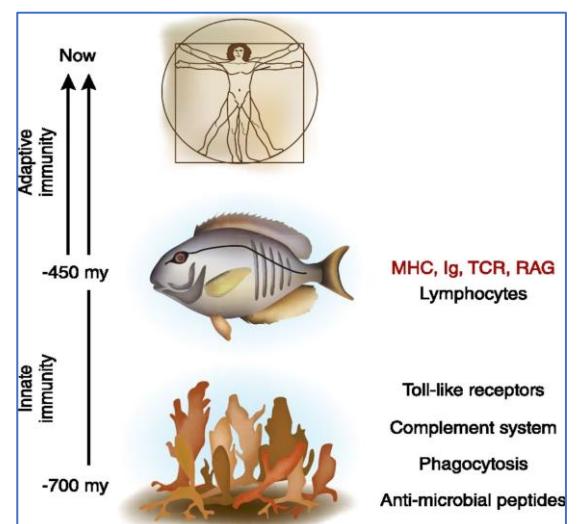 Now
Adaptive
immunity
-450 my
MHC, Ig, TCR, RAG
Lymphocytes
Innate
immunity
Toll-like receptors
Complement system
Phagocytosis
-700 my
Anti-microbial peptides